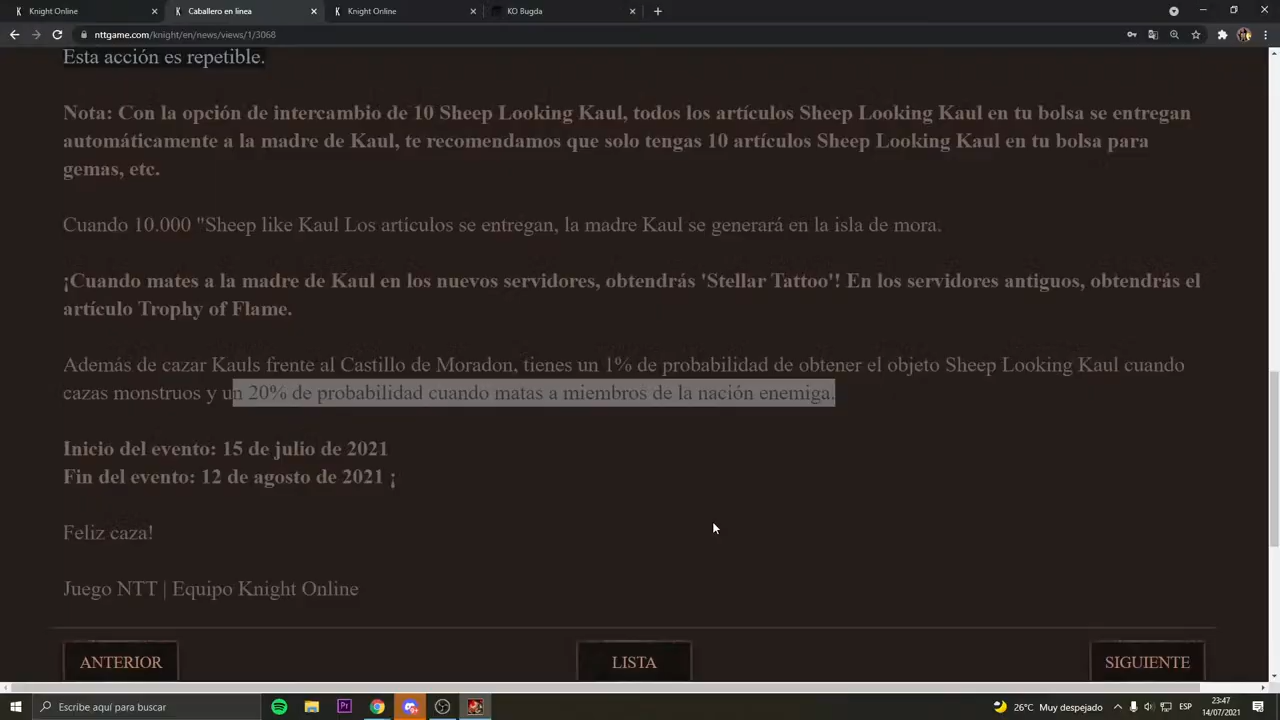 Knight Online
Caballero en línea
Knight Online
KO Bugda
nttgame.com/knight/en/news/views/1/3068
Esta acción es repetible.
Nota: Con la opción de intercambio de 10 Sheep Looking Kaul, todos los artículos Sheep Looking Kaul en tu bolsa se entregan
automáticamente a la madre de Kaul, te recomendamos que solo tengas 10 artículos Sheep Looking Kaul en tu bolsa para
gemas, etc.
Cuando 10.000 "Sheep like Kaul Los artículos se entregan, la madre Kaul se generará en la isla de mora.
¡Cuando mates a la madre de Kaul en los nuevos servidores, obtendrás 'Stellar Tattoo'! En los servidores antiguos, obtendrás el
artículo Trophy of Flame.
Además de cazar Kauls frente al Castillo de Moradon, tienes un 1% de probabilidad de obtener el objeto Sheep Looking Kaul cuando
cazas monstruos y un 20% de probabilidad cuando matas a miembros de la nación enemiga.
Inicio del evento: 15 de julio de 2021
Fin del evento: 12 de agosto de 2021 ¡
Feliz caza!
Juego NTT | Equipo Knight Online
ANTERIOR
LISTA
SIGUIENTE
Escribe aquí para buscar
Pr
26°C Muy despejado
ESP
23:47
14/07/2021